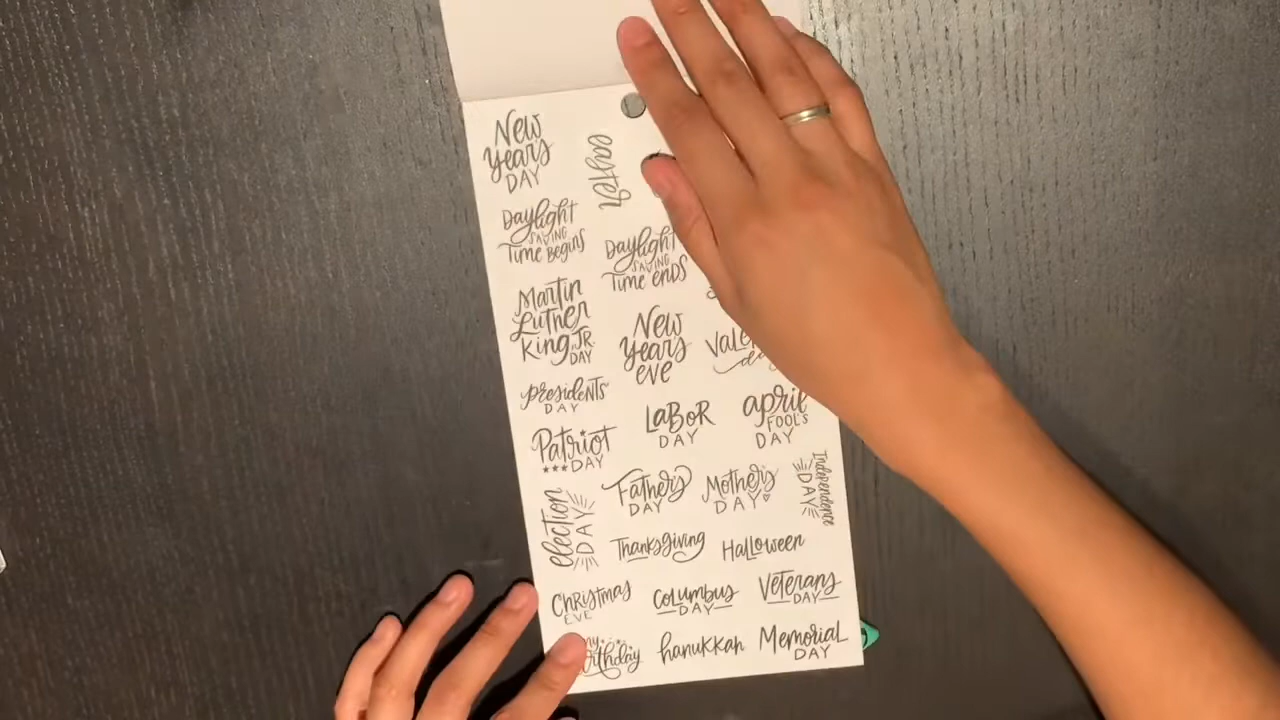 New
Years
DAY
easter
Daylight
SAVING
Time Begins
Daylight
SAVING
Time ENDS
Martin
Luther
King JR.
DAY
New
Year's
eve
presidents
DAY
LABOR
DAY
april
FOOL'S
DAY
Patriot
DAY
Father's
DAY
Mother's
DAY
Independence
DAY
election
DAY
Thanksgiving
Halloween
Christmas
EVE
Columbus
DAY
Veterans
DAY
hanukkah
Memorial
DAY